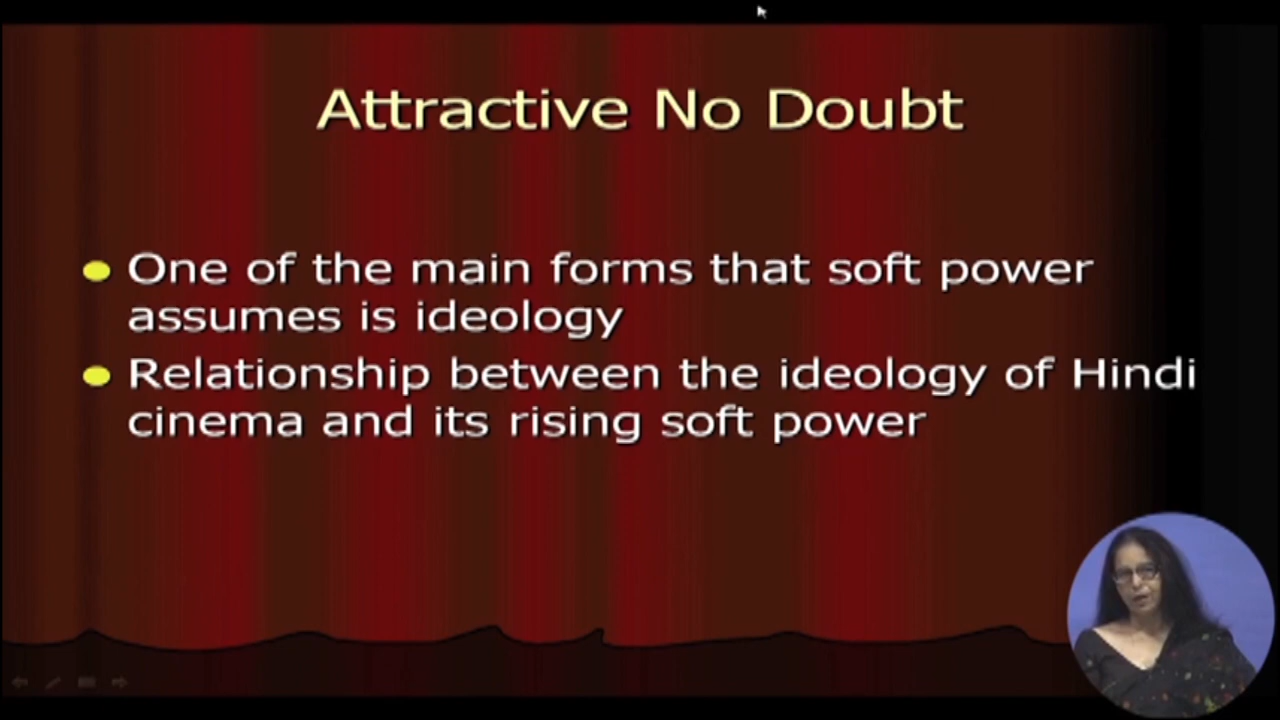 Attractive No Doubt
One of the main forms that soft power
assumes is ideology
Relationship between the ideology of Hindi
cinema and its rising soft power